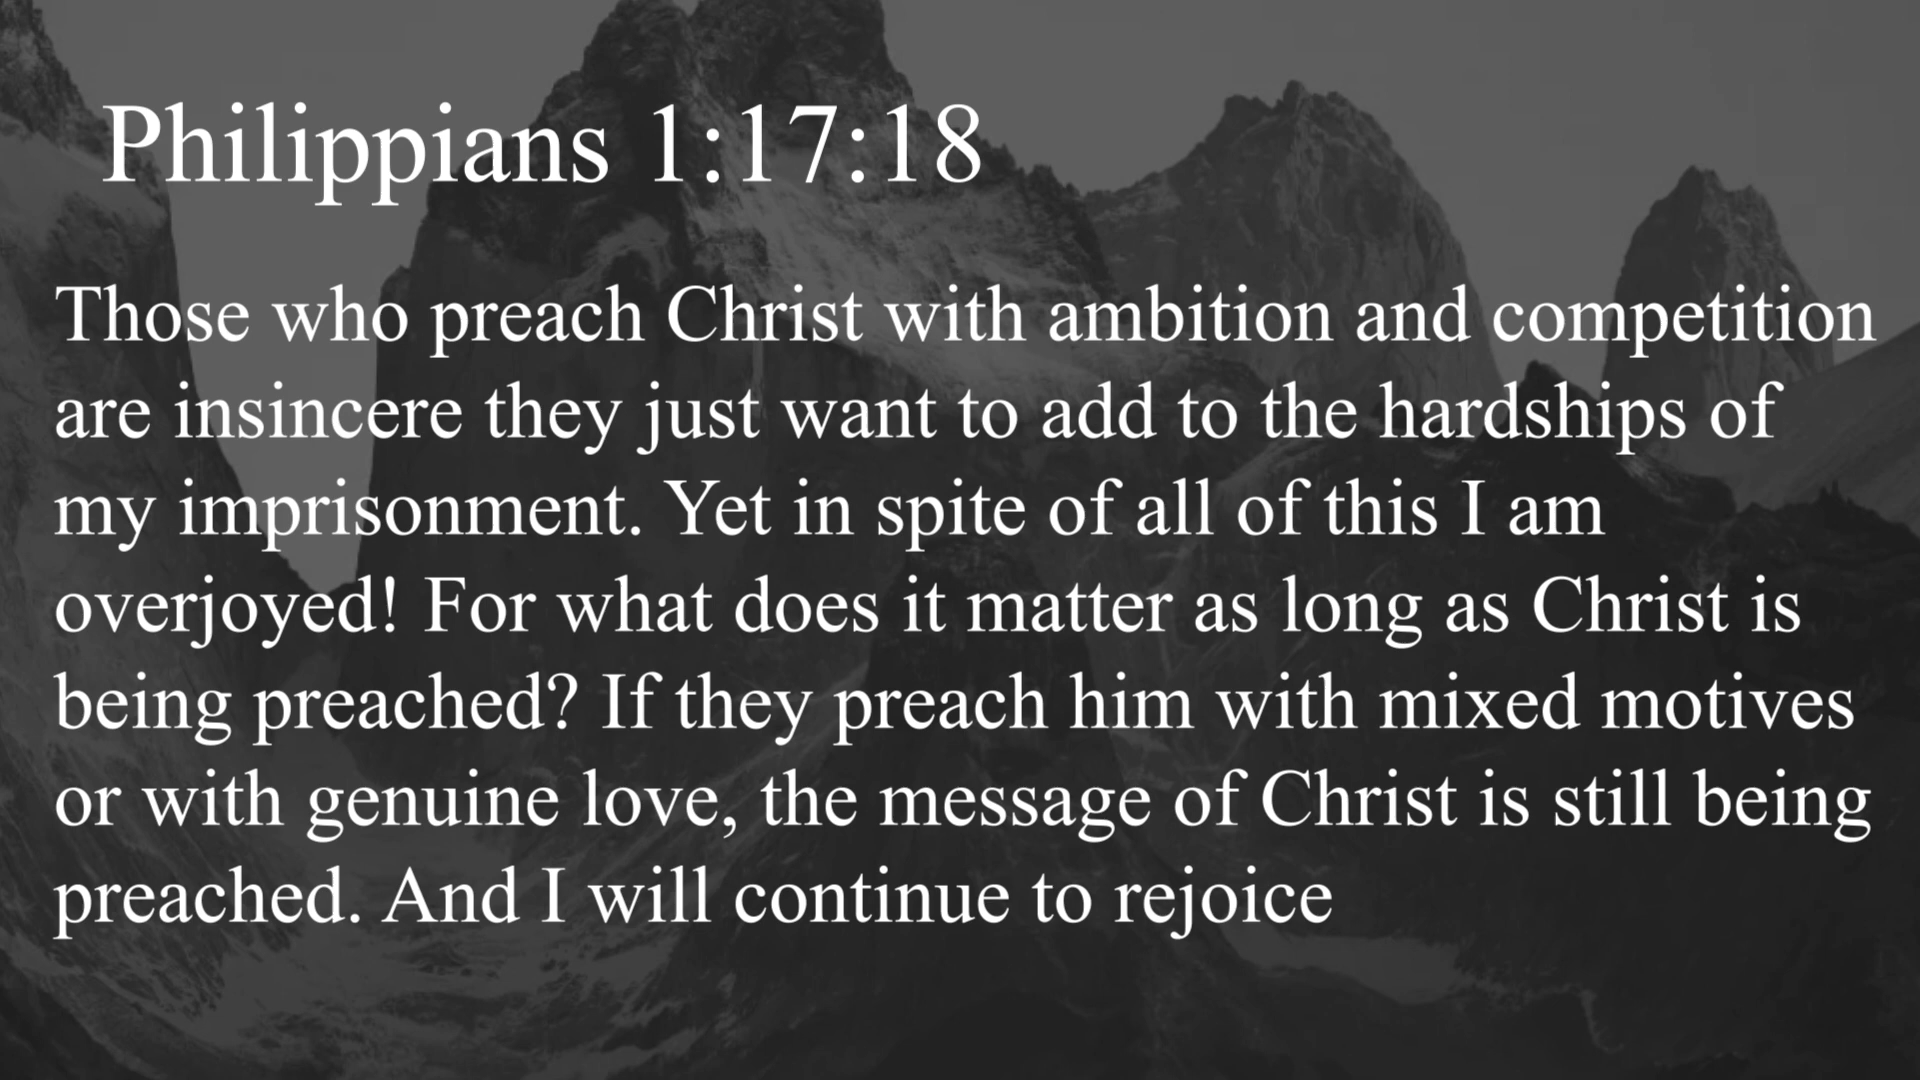 Philippians 1:17:18
Those who preach Christ with ambition and competition
are insincere they just want to add to the hardships of
my imprisonment. Yet in spite of all of this I am
overjoyed! For what does it matter as long as Christ is
being preached? If they preach him with mixed motives
or with genuine love, the message of Christ is still being
preached. And I will continue to rejoice